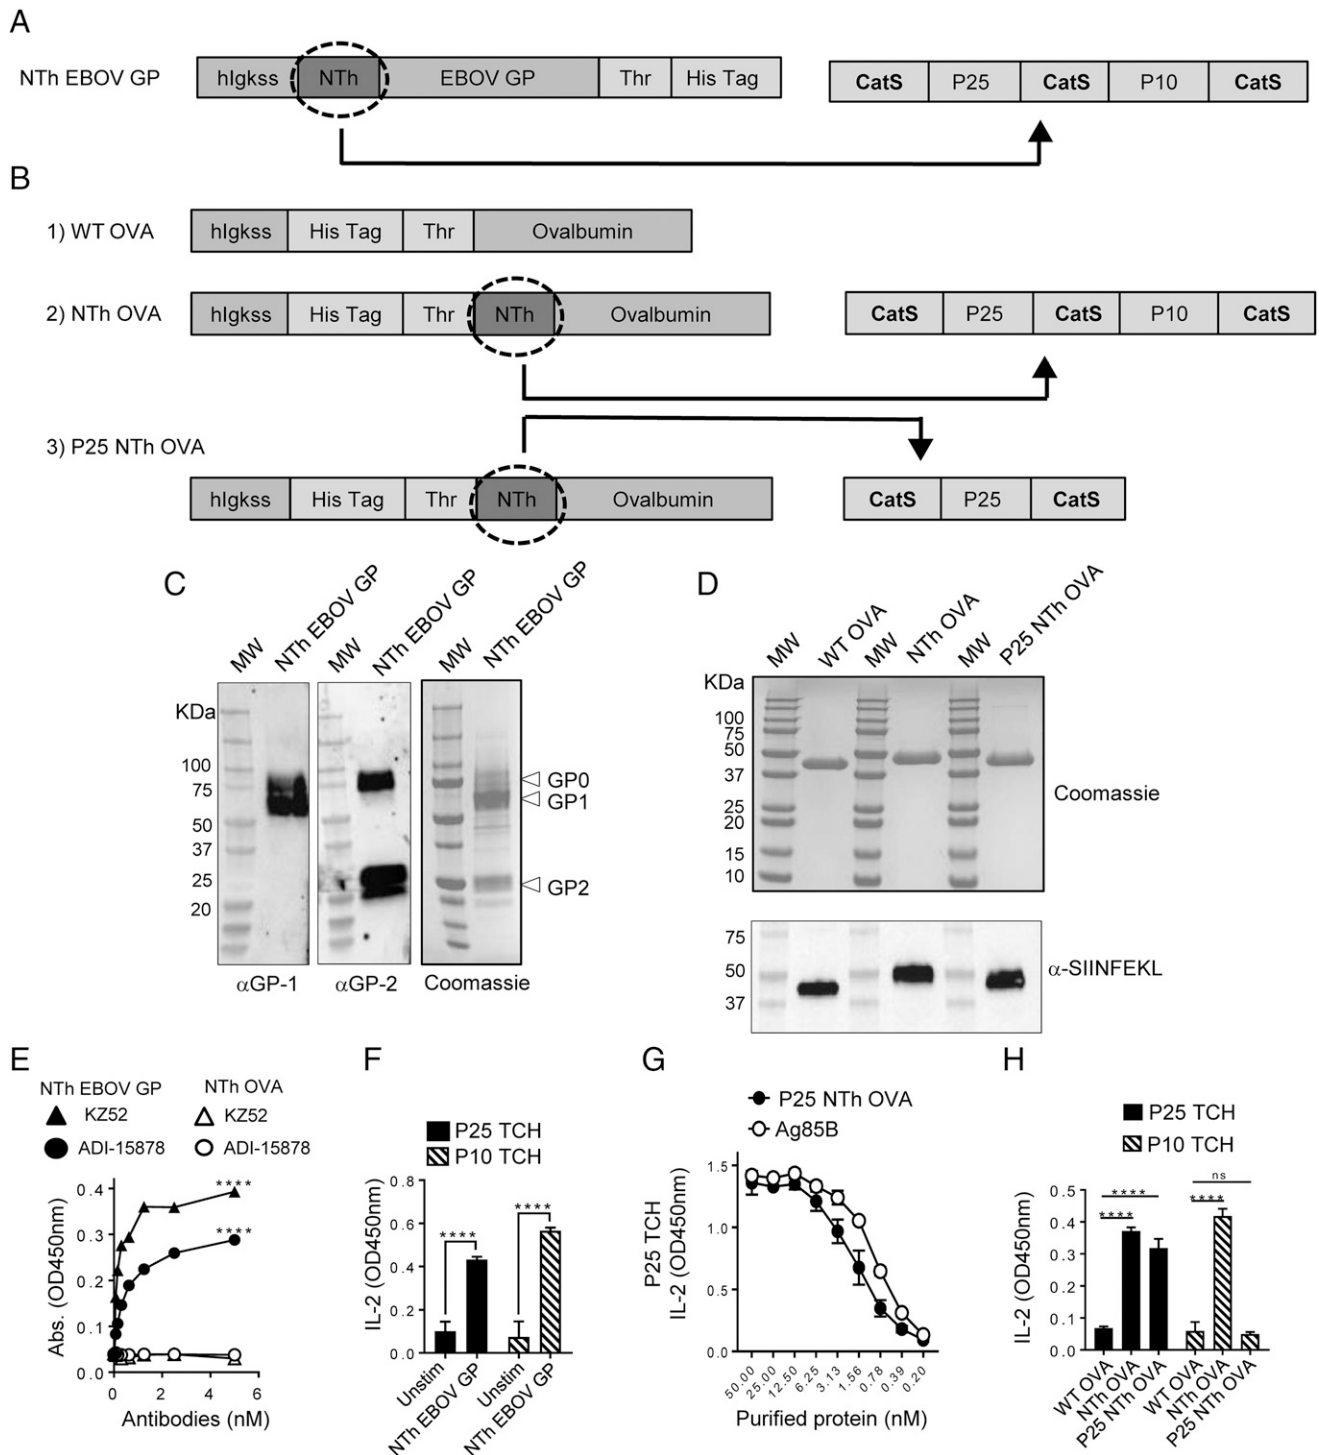 A
NTh EBOV GP hIgkss NTh EBOV GP Thr His Tag CatS P25 CatS P10 CatS
B
1) WT OVA hIgkss His Tag Thr Ovalbumin
2) NTh OVA hIgkss His Tag Thr NTh Ovalbumin CatS P25 CatS P10 CatS
3) P25 NTh OVA
hIgkss His Tag Thr NTh Ovalbumin CatS P25 CatS
C
MW NTh EBOV GP MW NTh EBOV GP MW NTh EBOV GP
KDa
100
75
50
37
25
20
GP0
GP1
GP2
αGP-1 αGP-2 Coomassie
D
MW WT OVA MW NTh OVA MW P25 NTh OVA
KDa
100
75
50
37
25
20
15
10
Coomassie
75
50
37
α-SIINFEKL
E
NTh EBOV GP NTh OVA
KZ52 KZ52
ADI-15878 ADI-15878
Abs. (OD450nm)
0.4
0.3
0.2
0.1
0.0
****
****
0 2 4 6
Antibodies (nM)
F
P25 TCH
P10 TCH
IL-2 (OD450nm)
0.8
0.6
0.4
0.2
0.0
****
****
Unstim
NTh EBOV GP
Unstim
NTh EBOV GP
G
P25 NTh OVA
Ag85B
P25 TCH
IL-2 (OD450nm)
1.5
1.0
0.5
0.0
50.00 25.00 12.50 6.25 3.13 1.56 0.78 0.39 0.20
Purified protein (nM)
H
P25 TCH
P10 TCH
IL-2 (OD450nm)
0.5
0.4
0.3
0.2
0.1
0.0
****
****
ns
****
WT OVA
NTh OVA
P25 NTh OVA
WT OVA
NTh OVA
P25 NTh OVA